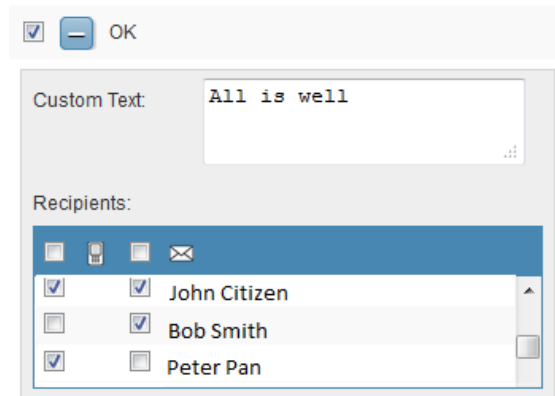 OK
Custom Text:
All is well
Recipients:
John Citizen
Bob Smith
Peter Pan